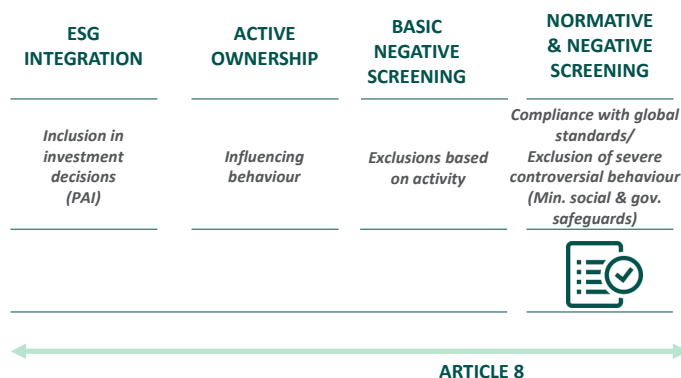 ESG
INTEGRATION
ACTIVE
OWNERSHIP
BASIC
NEGATIVE
SCREENING
NORMATIVE
& NEGATIVE
SCREENING
Inclusion in
investment
decisions
(PAI)
Influencing
behaviour
Exclusions based
on activity
Compliance with global
standards/
Exclusion of severe
controversial behaviour
(Min. social & gov.
safeguards)
ARTICLE 8